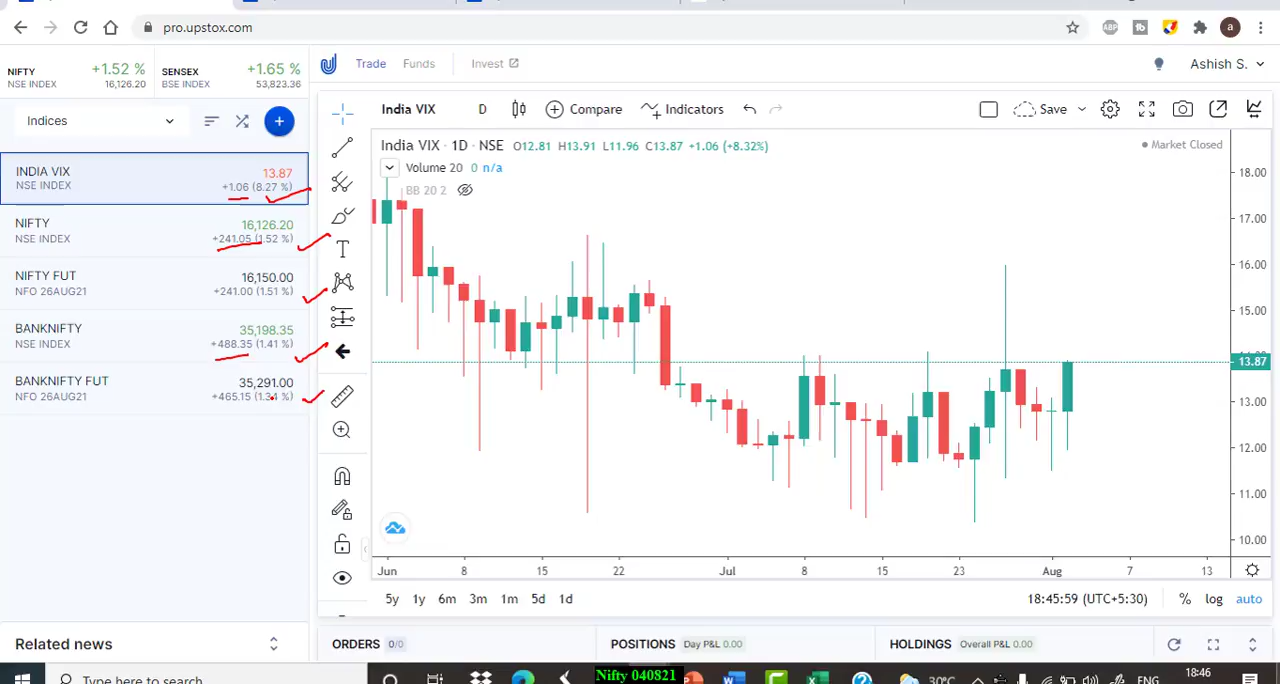 pro.upstox.com
ABP
a
NIFTY +1.52 % SENSEX +1.65 %
NSE INDEX 16,126.20 BSE INDEX 53,823.36
Trade Funds Invest
Ashish S.
Indices
INDIA VIX 13.87
NSE INDEX +1.06 (8.27 %)
NIFTY 16,126.20
NSE INDEX +241.05 (1.52 %)
NIFTY FUT 16,150.00
NFO 26AUG21 +241.00 (1.51 %)
BANKNIFTY 35,198.35
NSE INDEX +488.35 (1.41 %)
BANKNIFTY FUT 35,291.00
NFO 26AUG21 +465.15 (1.34 %)
Related news
India VIX D Compare Indicators Save
India VIX · 1D · NSE O12.81 H13.91 L11.96 C13.87 +1.06 (+8.32%) Market Closed
Volume 20 0 n/a
BB 20 2
T
18.00
17.00
16.00
15.00
13.87
13.00
12.00
11.00
10.00
Jun 8 15 22 Jul 8 15 23 Aug 7 13
5y 1y 6m 3m 1m 5d 1d 18:45:59 (UTC+5:30) % log auto
ORDERS 0/0 POSITIONS Day P&L 0.00 HOLDINGS Overall P&L 0.00
Type here to search
Nifty 040821
30°C
ENG
18:46